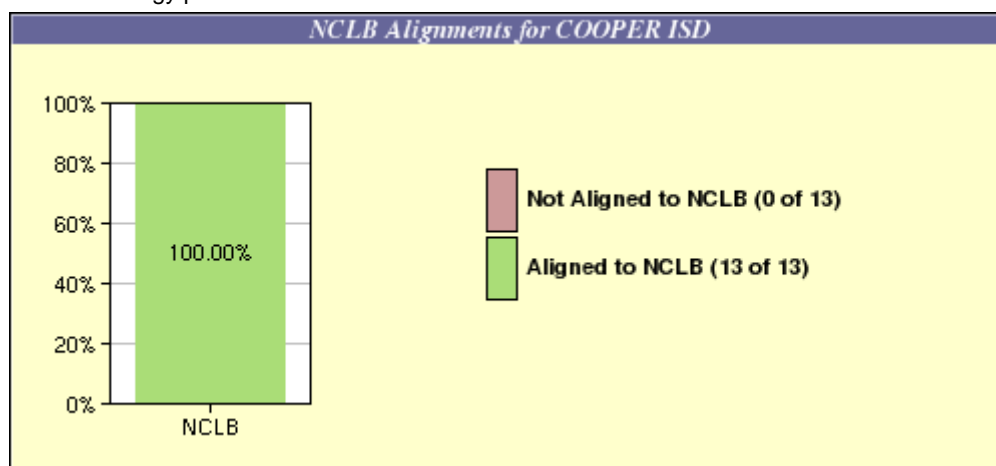 NCLB Alignments for COOPER ISD
100%
80%
60%
40%
20%
0%
100.00%
NCLB
Not Aligned to NCLB (0 of 13)
Aligned to NCLB (13 of 13)